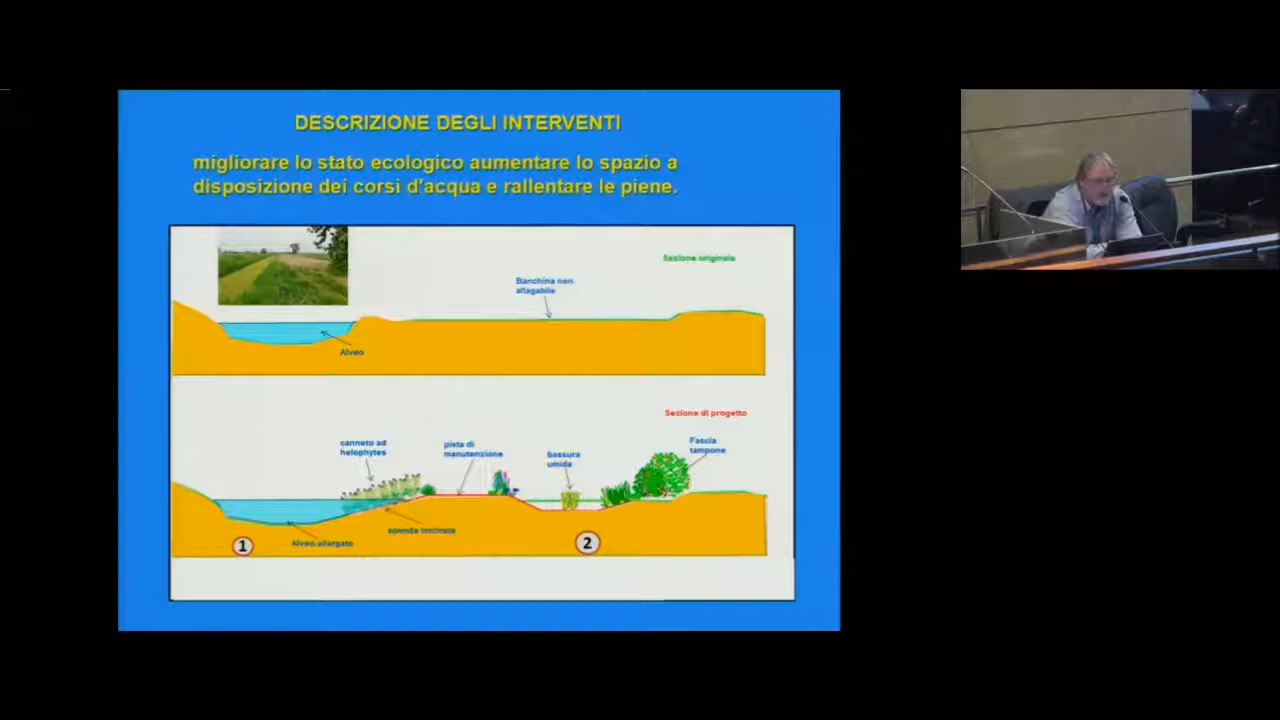 DESCRIZIONE DEGLI INTERVENTI
migliorare lo stato ecologico aumentare lo spazio a
disposizione dei corsi d'acqua e rallentare le piene.
Sezione originale
Banchina non
allagabile
Alveo
Sezione di progetto
canneto ad
helophytes
pista di
manutenzione
bassura
umida
Fascia
tampone
sponda inclinata
Alveo allargato
1
2